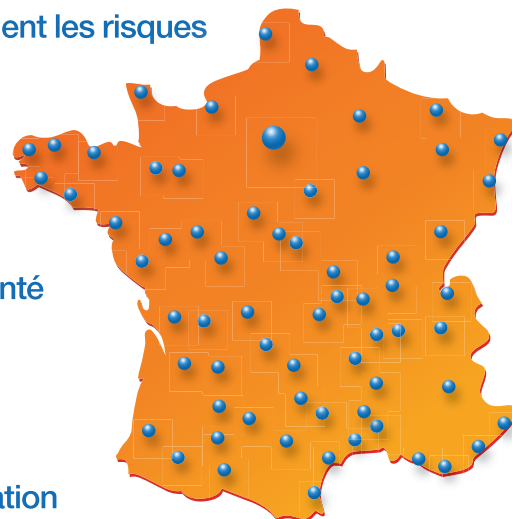 ent les risques
nté
ation